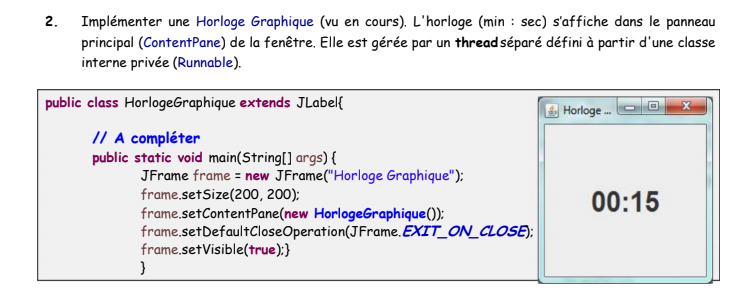 2. Implémenter une Horloge Graphique (vu en cours). L'horloge (min : sec) s'affiche dans le panneau
principal (ContentPane) de la fenêtre. Elle est gérée par un thread séparé défini à partir d'une classe
interne privée (Runnable).
public class HorlogeGraphique extends JLabel{
// A compléter
public static void main(String[] args) {
JFrame frame = new JFrame("Horloge Graphique");
frame.setSize(200, 200);
frame.setContentPane(new HorlogeGraphique());
frame.setDefaultCloseOperation(JFrame.EXIT_ON_CLOSE);
frame.setVisible(true);}
}
Horloge ...
00:15